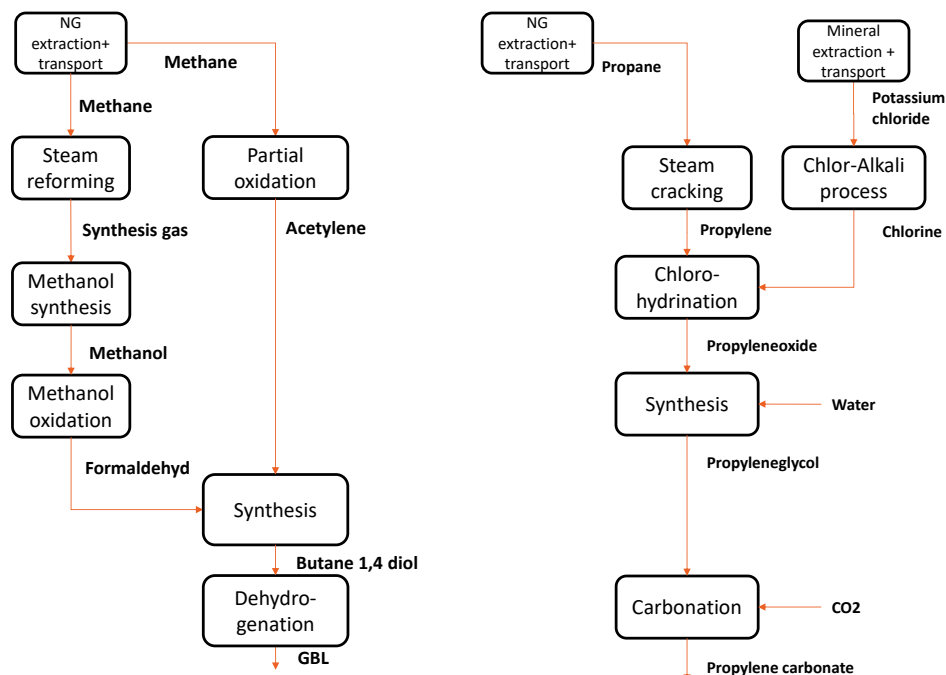 NG
extraction+
transport
Methane
Methane
Steam
reforming
Partial
oxidation
Synthesis gas
Acetylene
Methanol
synthesis
Methanol
Methanol
oxidation
Formaldehyd
Synthesis
Butane 1,4 diol
Dehydro-
genation
GBL
NG
extraction+
transport
Propane
Mineral
extraction +
transport
Potassium
chloride
Steam
cracking
Chlor-Alkali
process
Propylene
Chlorine
Chloro-
hydrination
Propyleneoxide
Synthesis
Water
Propyleneglycol
Carbonation
CO2
Propylene carbonate